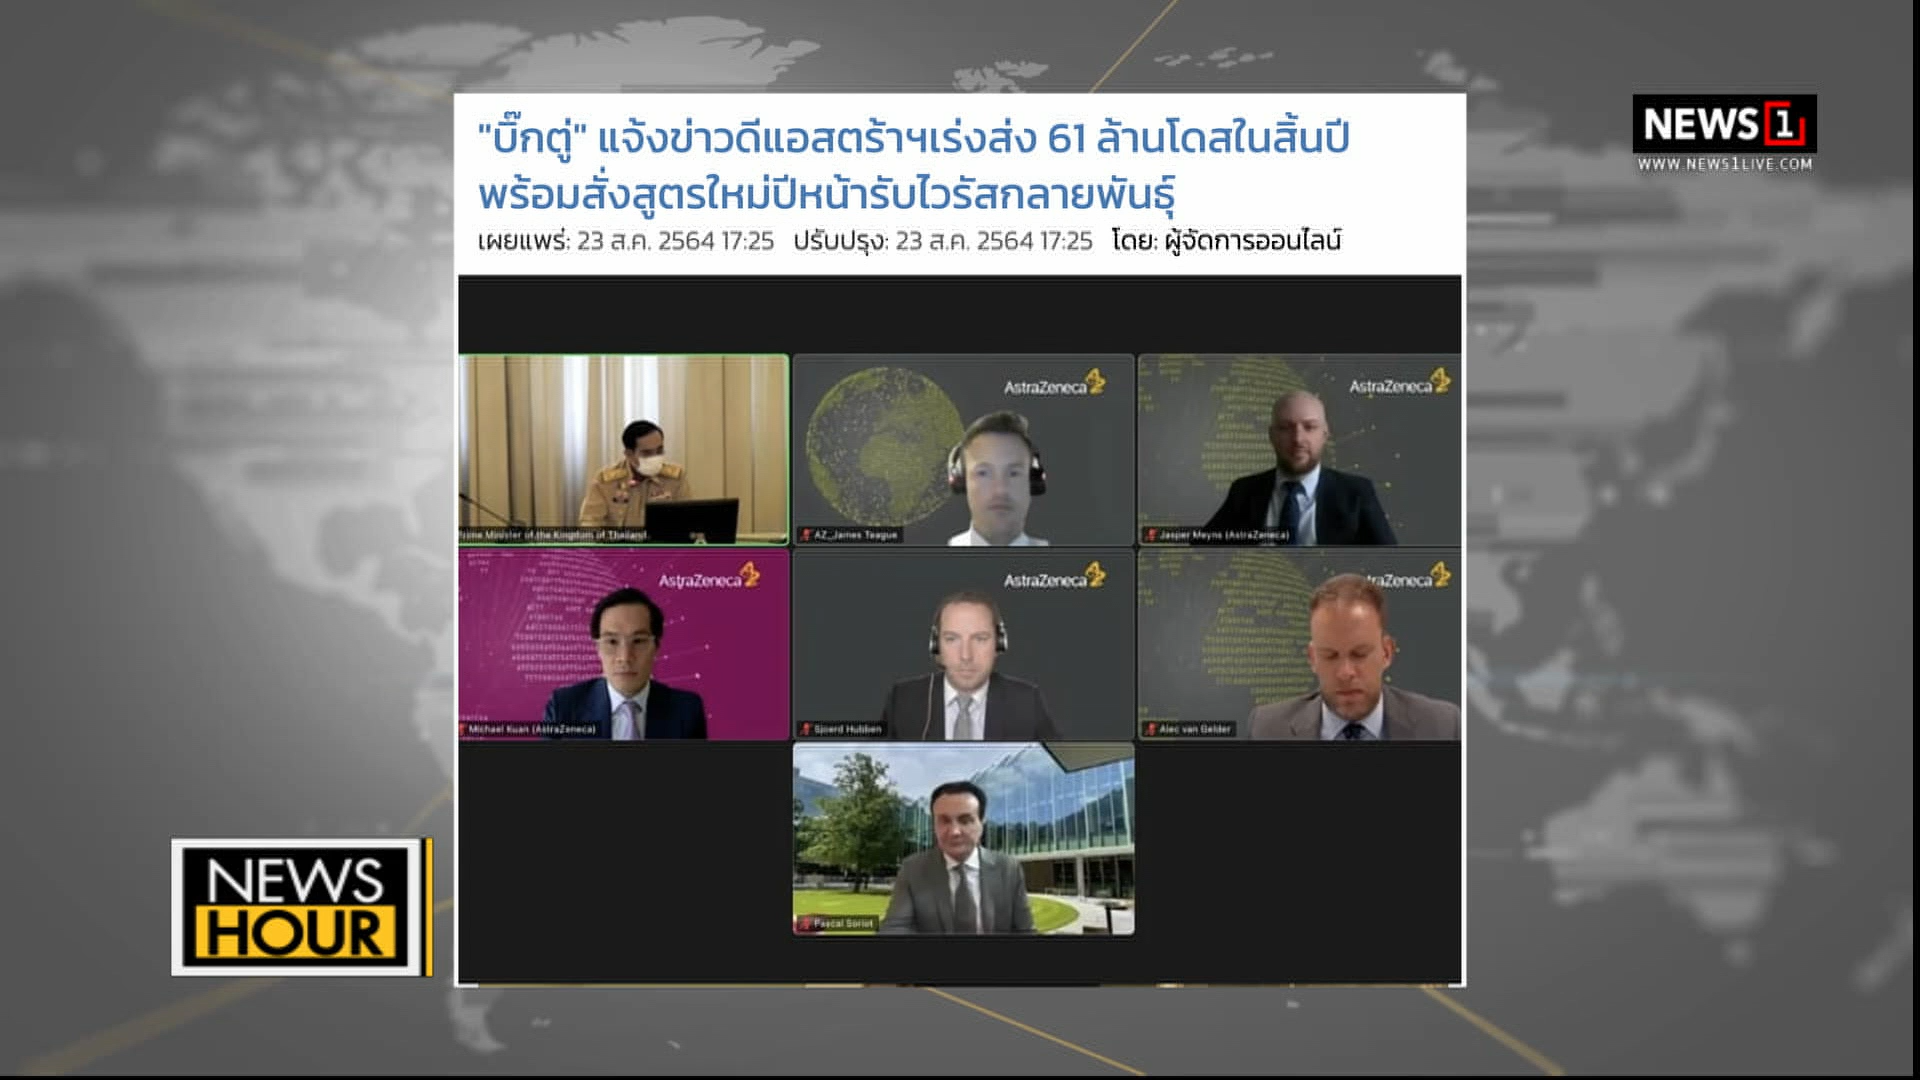 "บิ๊กตู่" แจ้งข่าวดีแอสตร้าฯเร่งส่ง 61 ล้านโดสในสิ้นปี
พร้อมสั่งสูตรใหม่ปีหน้ารับไวรัสกลายพันธุ์
เผยแพร่: 23 ส.ค. 2564 17:25 ปรับปรุง: 23 ส.ค. 2564 17:25 โดย: ผู้จัดการออนไลน์
NEWS 1
WWW.NEWS1LIVE.COM
AstraZeneca
AstraZeneca
Prime Minister of the Kingdom of Thailand
AZ_James Teague
Jasper Meyns (AstraZeneca)
AstraZeneca
AstraZeneca
traZeneca
Michael Kuan (AstraZeneca)
Sjoerd Hubben
Alec van Gelder
Pascal Soriot
NEWS
HOUR